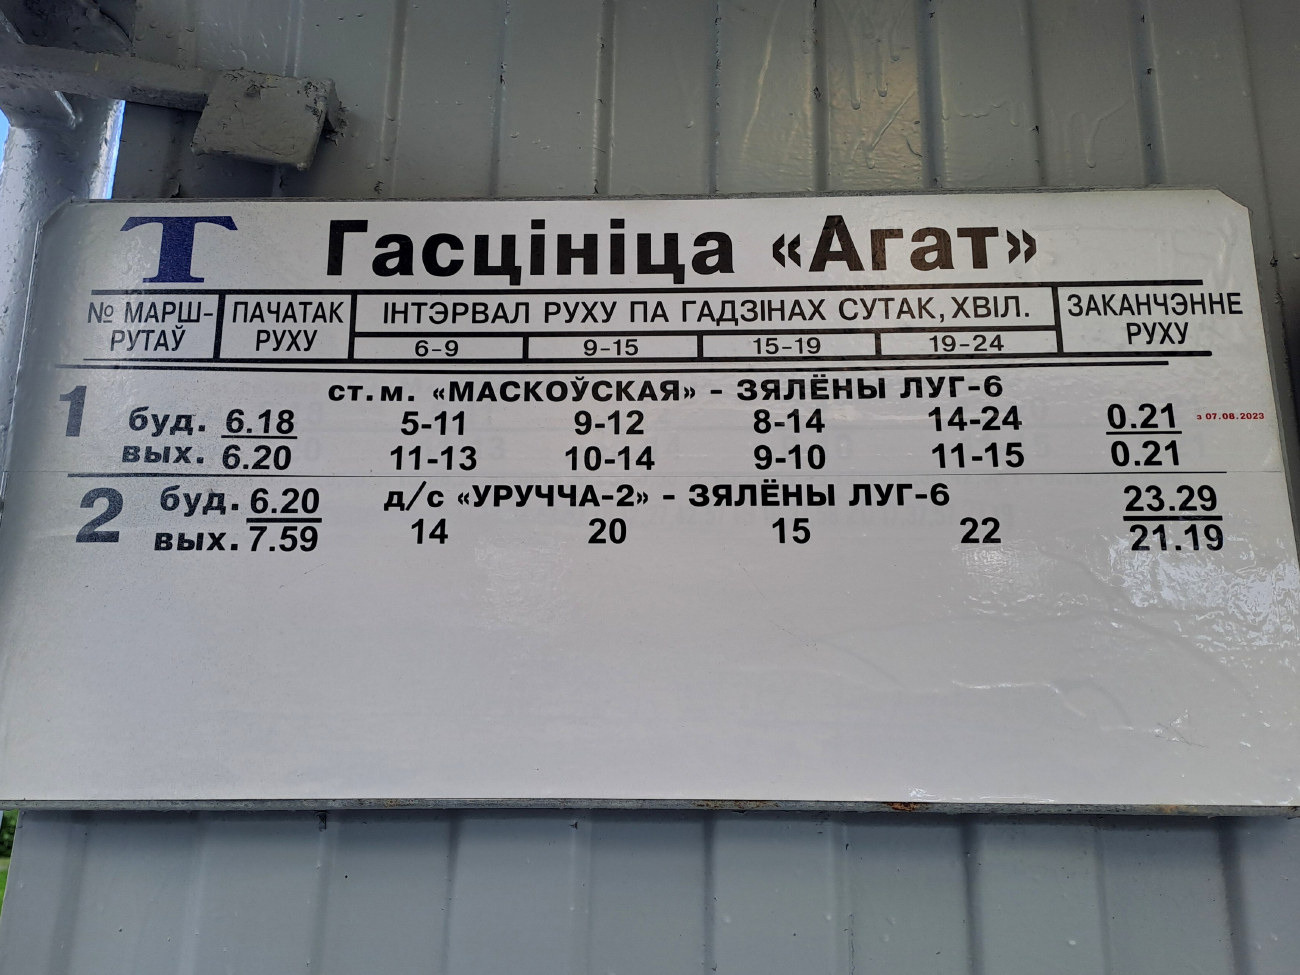 Т Гасцініца «Агат»
№ МАРШ-РУТАЎ ПАЧАТАК РУХУ ІНТЭРВАЛ РУХУ ПА ГАДЗІНАХ СУТАК, ХВІЛ. ЗАКАНЧЭННЕ РУХУ
6-9 9-15 15-19 19-24
1 ст.м. «МАСКОЎСКАЯ» - ЗЯЛЁНЫ ЛУГ-6
буд. 6.18 5-11 9-12 8-14 14-24 0.21 з 07.08.2023
вых. 6.20 11-13 10-14 9-10 11-15 0.21
2 буд. 6.20 д/с «УРУЧЧА-2» - ЗЯЛЁНЫ ЛУГ-6 23.29
вых. 7.59 14 20 15 22 21.19